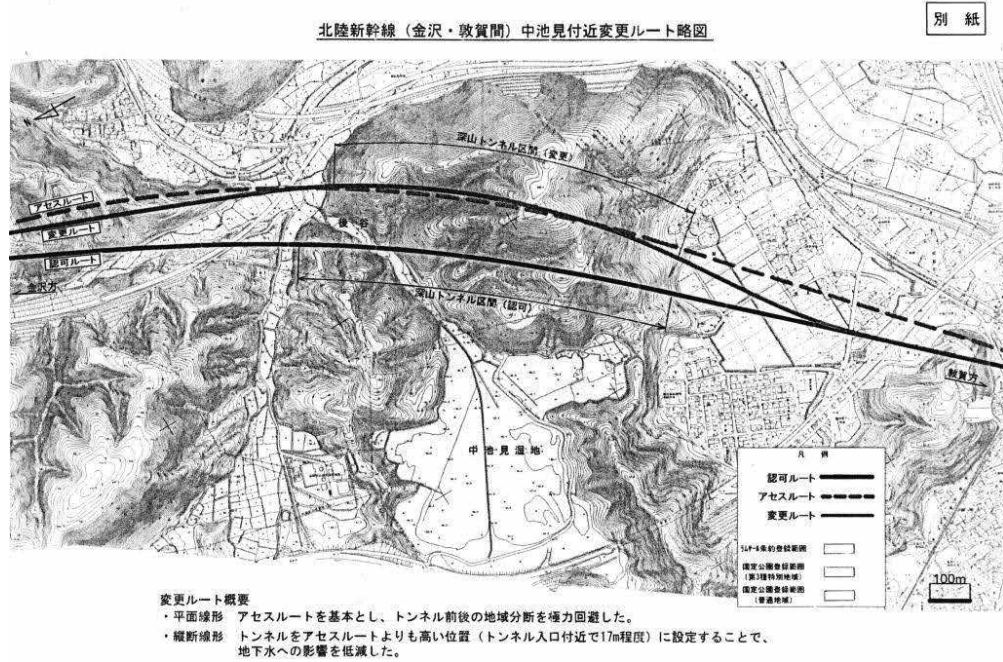 別紙
北陸新幹線（金沢・敦賀間）中池見付近変更ルート略図
深山トンネル区間（変更）
アセスルート
変更ルート
認可ルート
金沢方
後谷
深山トンネル区間（認可）
敦賀方
中池見湿地
凡例
認可ルート
アセスルート
変更ルート
ラムサール条約登録範囲
国定公園登録範囲
（第3種特別地域）
国定公園登録範囲
（普通地域）
100m
変更ルート概要
・平面線形　アセスルートを基本とし、トンネル前後の地域分断を極力回避した。
・縦断線形　トンネルをアセスルートよりも高い位置（トンネル入口付近で17m程度）に設定することで、
地下水への影響を低減した。